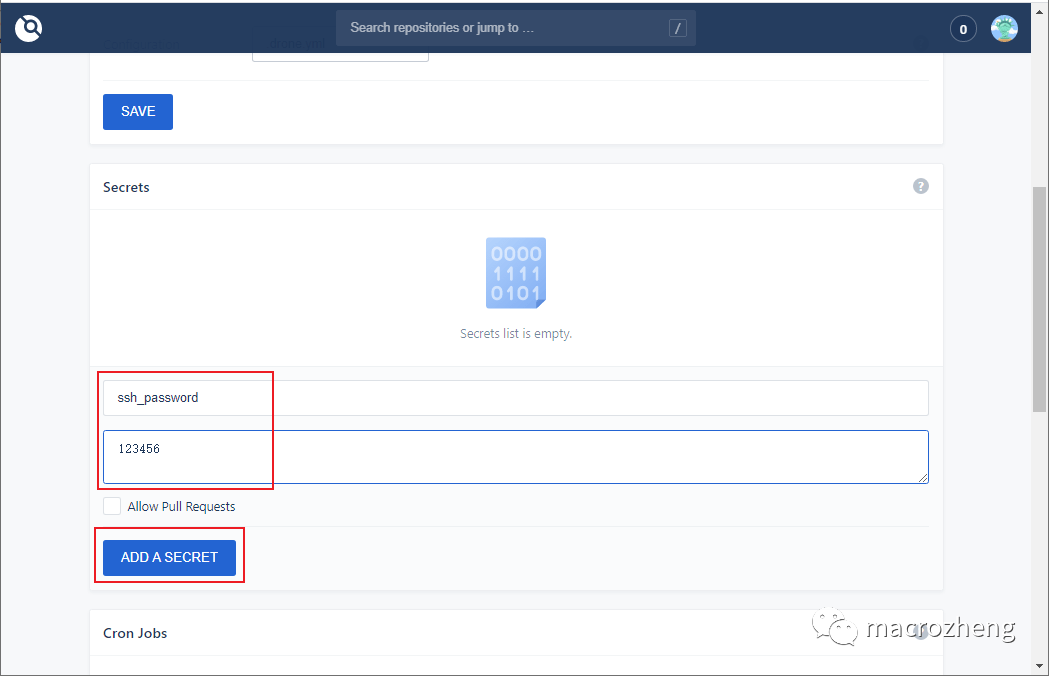 Search repositories or jump to …
/
0
SAVE
Secrets
?
0000
1111
0101
Secrets list is empty.
ssh_password
123456
Allow Pull Requests
ADD A SECRET
Cron Jobs
macrozheng